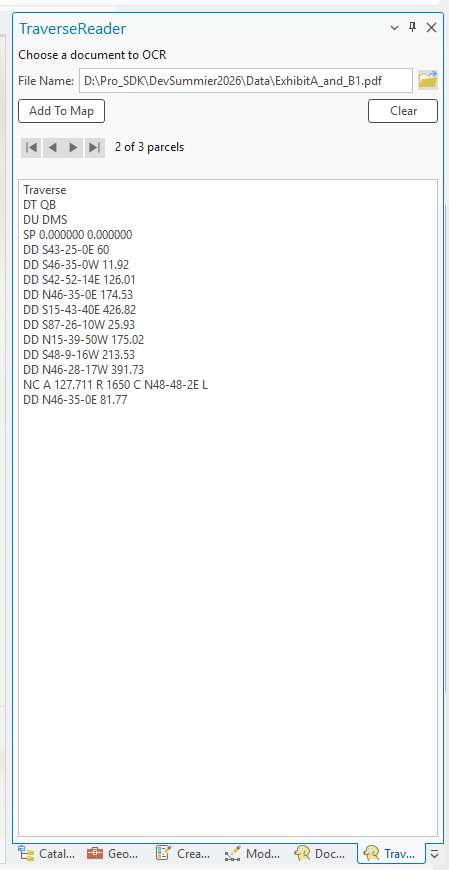 TraverseReader
Choose a document to OCR
File Name: D:\Pro_SDK\DevSummier2026\Data\ExhibitA_and_B1.pdf
Add To Map Clear
2 of 3 parcels
Traverse
DT QB
DU DMS
SP 0.000000 0.000000
DD S43-25-0E 60
DD S46-35-0W 11.92
DD S42-52-14E 126.01
DD N46-35-0E 174.53
DD S15-43-40E 426.82
DD S87-26-10W 25.93
DD N15-39-50W 175.02
DD S48-9-16W 213.53
DD N46-28-17W 391.73
NC A 127.711 R 1650 C N48-48-2E L
DD N46-35-0E 81.77
Catal... Geo... Crea... Mod... Doc... Trav...